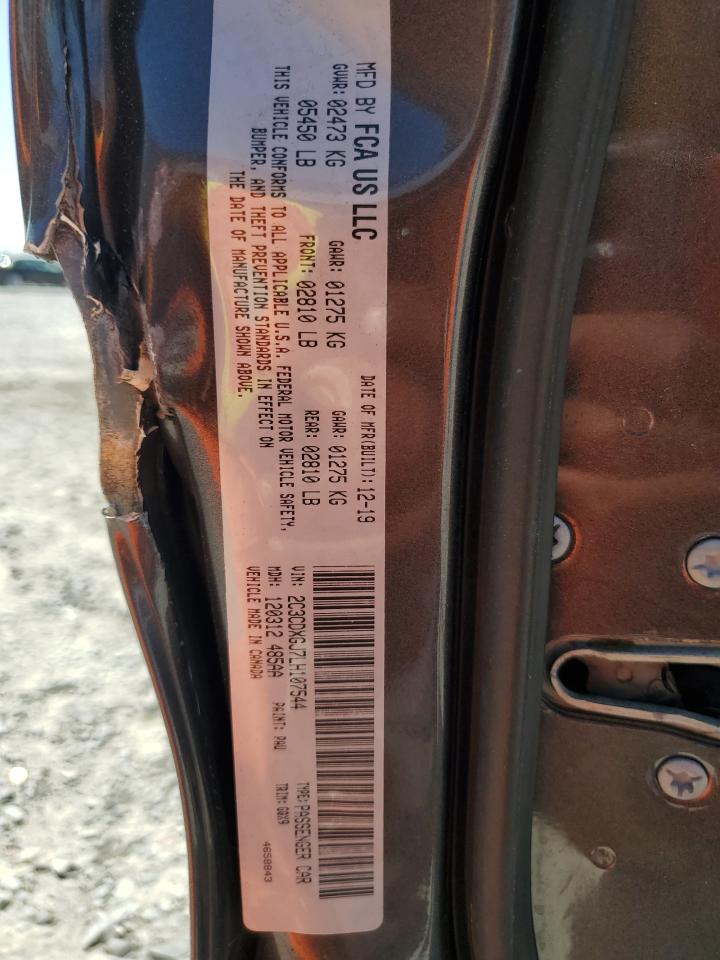 MFD BY FCA US LLC
DATE OF MFR(BUILT): 12-19
GVWR: 02473 KG GAWR: 01275 KG GAWR: 01275 KG
05450 LB FRONT: 02810 LB REAR: 02810 LB
THIS VEHICLE CONFORMS TO ALL APPLICABLE U.S.A. FEDERAL MOTOR VEHICLE SAFETY,
BUMPER, AND THEFT PREVENTION STANDARDS IN EFFECT ON
THE DATE OF MANUFACTURE SHOWN ABOVE.
VIN: 2C3CDXGJ7LH107544 TYPE: PASSENGER CAR
MDH: 120312 485AA PAINT: PAU TRIM: GQX9
VEHICLE MADE IN CANADA 4658843